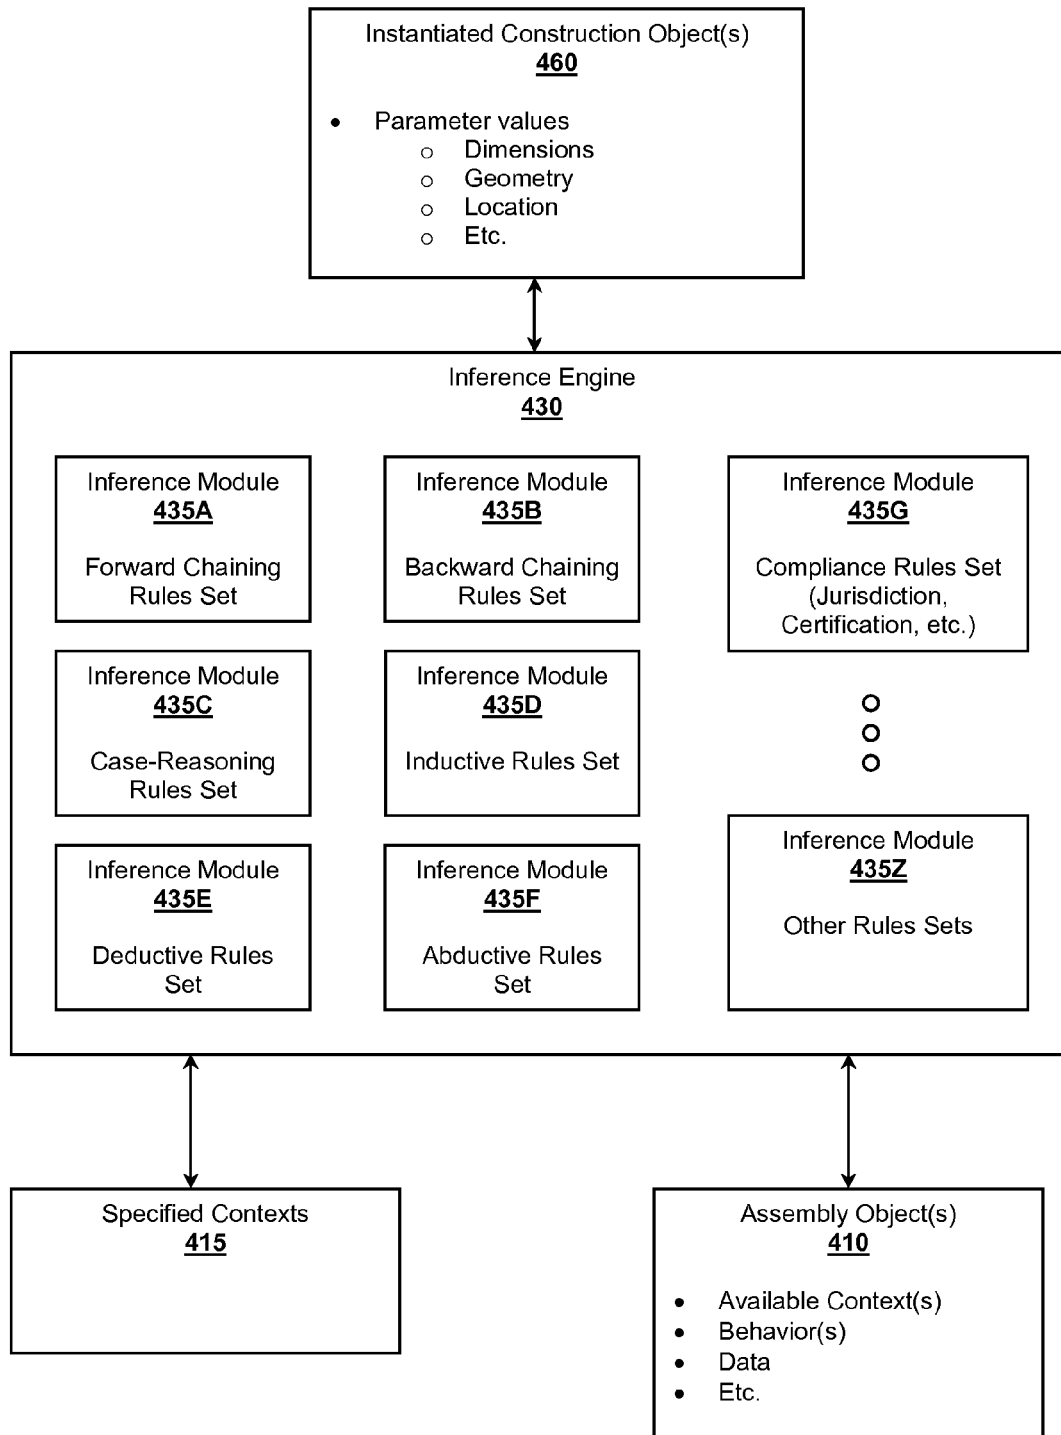 Instantiated Construction Object(s)
460
• Parameter values
o Dimensions
o Geometry
o Location
o Etc.
Inference Engine
430
Inference Module
435A
Forward Chaining
Rules Set
Inference Module
435B
Backward Chaining
Rules Set
Inference Module
435G
Compliance Rules Set
(Jurisdiction,
Certification, etc.)
Inference Module
435C
Case-Reasoning
Rules Set
Inference Module
435D
Inductive Rules Set
Inference Module
435E
Deductive Rules
Set
Inference Module
435F
Abductive Rules
Set
Inference Module
435Z
Other Rules Sets
Specified Contexts
415
Assembly Object(s)
410
• Available Context(s)
• Behavior(s)
• Data
• Etc.